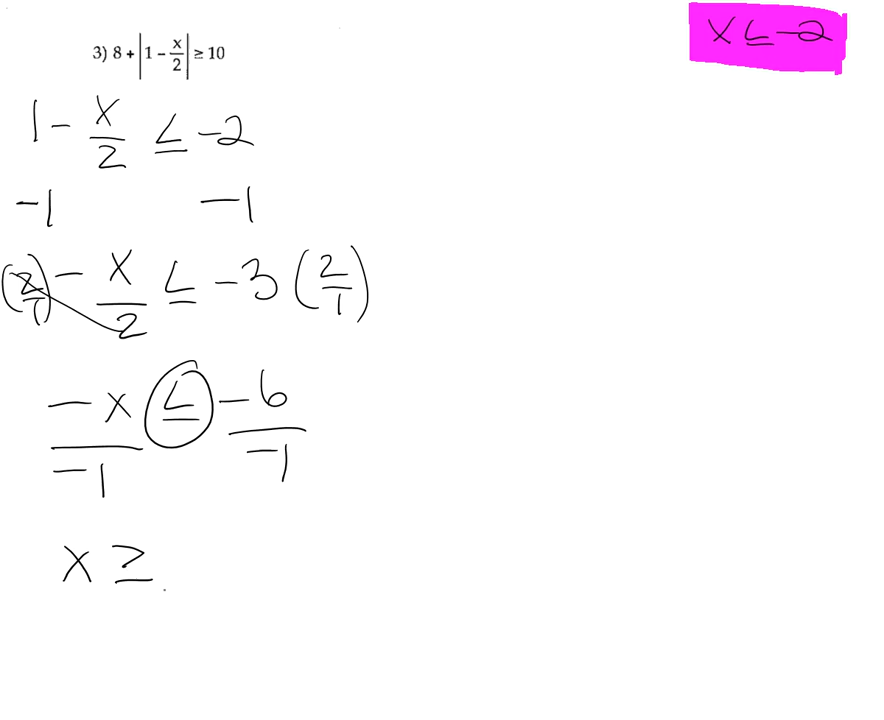 3) 8 + |1 - x/2| ≥ 10
x ≤ -2
1 - x/2 ≤ -2
-1 -1
(2/1) - x/2 ≤ -3 (2/1)
-x/-1 ≤ -6/-1
x ≥